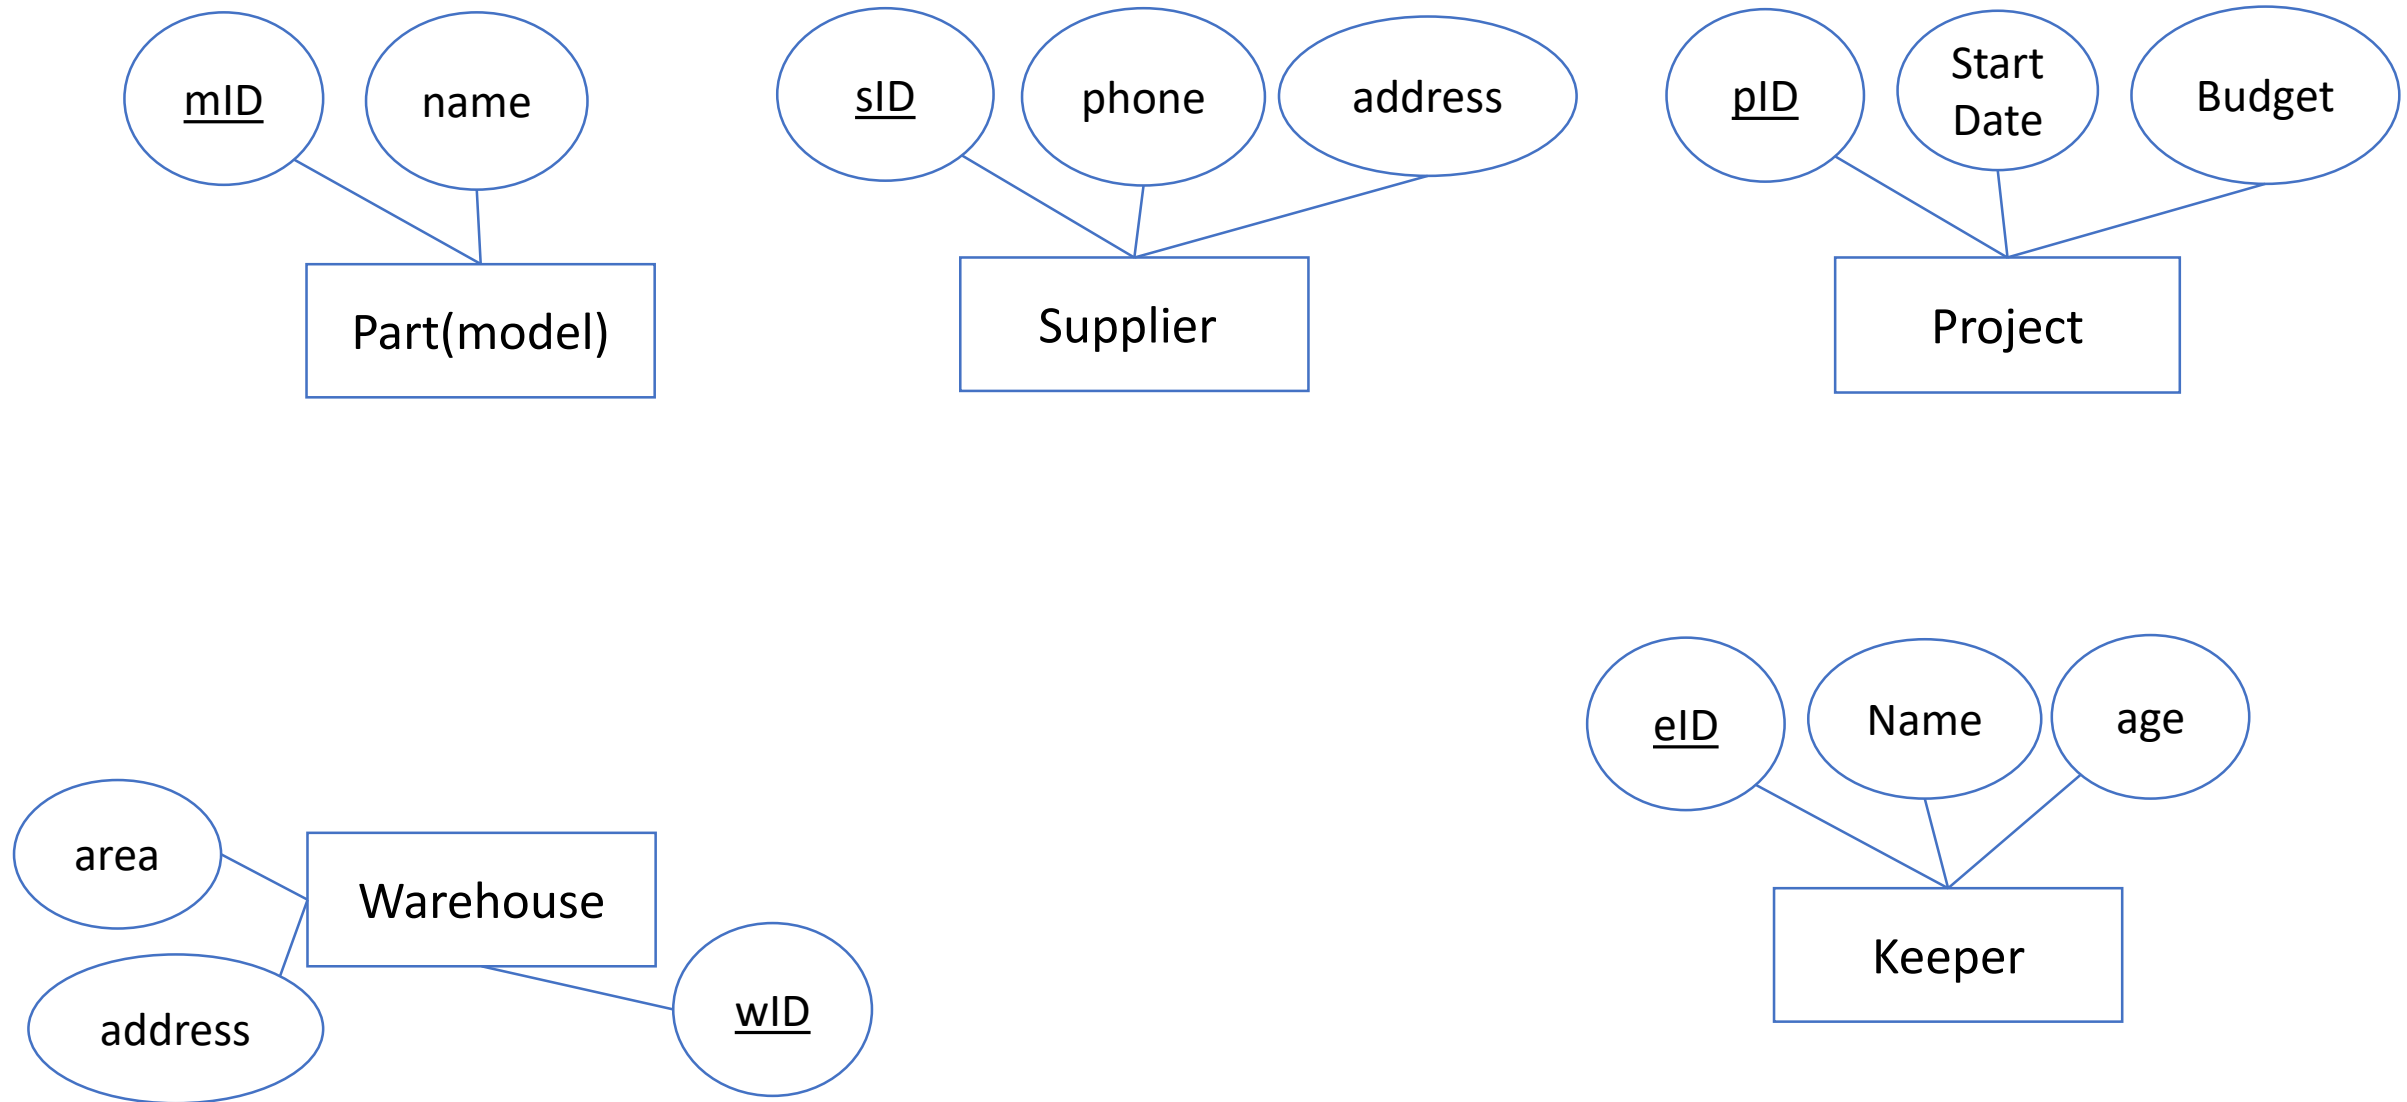 mID
name
sID
phone
address
pID
Start
Date
Budget
Part(model)
Supplier
Project
eID
Name
age
area
Warehouse
Keeper
address
wID